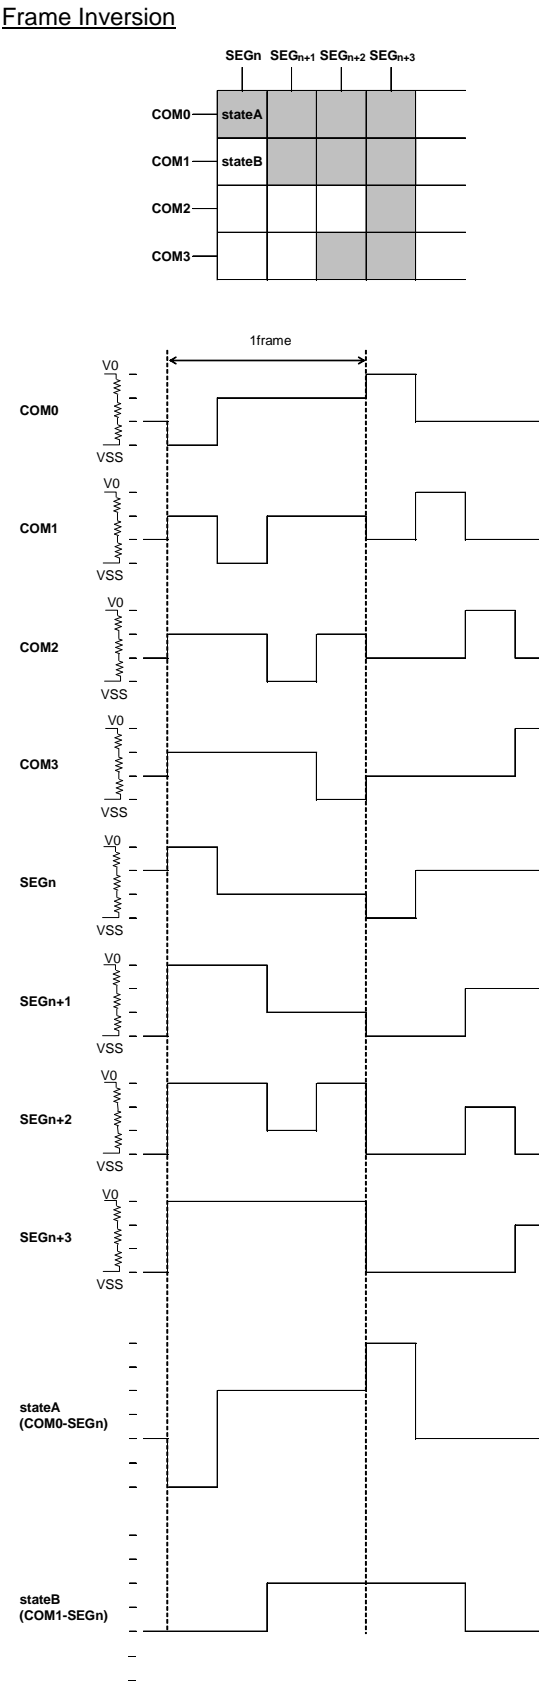 Frame Inversion
SEGn SEGn+1 SEGn+2 SEGn+3
COM0 stateA
COM1 stateB
COM2
COM3
1frame
V0
COM0
VSS
V0
COM1
VSS
V0
COM2
VSS
V0
COM3
VSS
V0
SEGn
VSS
V0
SEGn+1
VSS
V0
SEGn+2
VSS
V0
SEGn+3
VSS
stateA
(COM0-SEGn)
stateB
(COM1-SEGn)